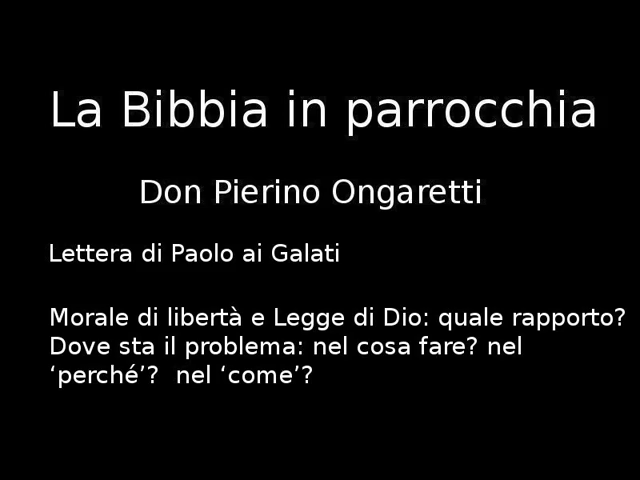 La Bibbia in parrocchia
Don Pierino Ongaretti
Lettera di Paolo ai Galati
Morale di libertà e Legge di Dio: quale rapporto?
Dove sta il problema: nel cosa fare? nel
‘perché’?  nel ‘come’?